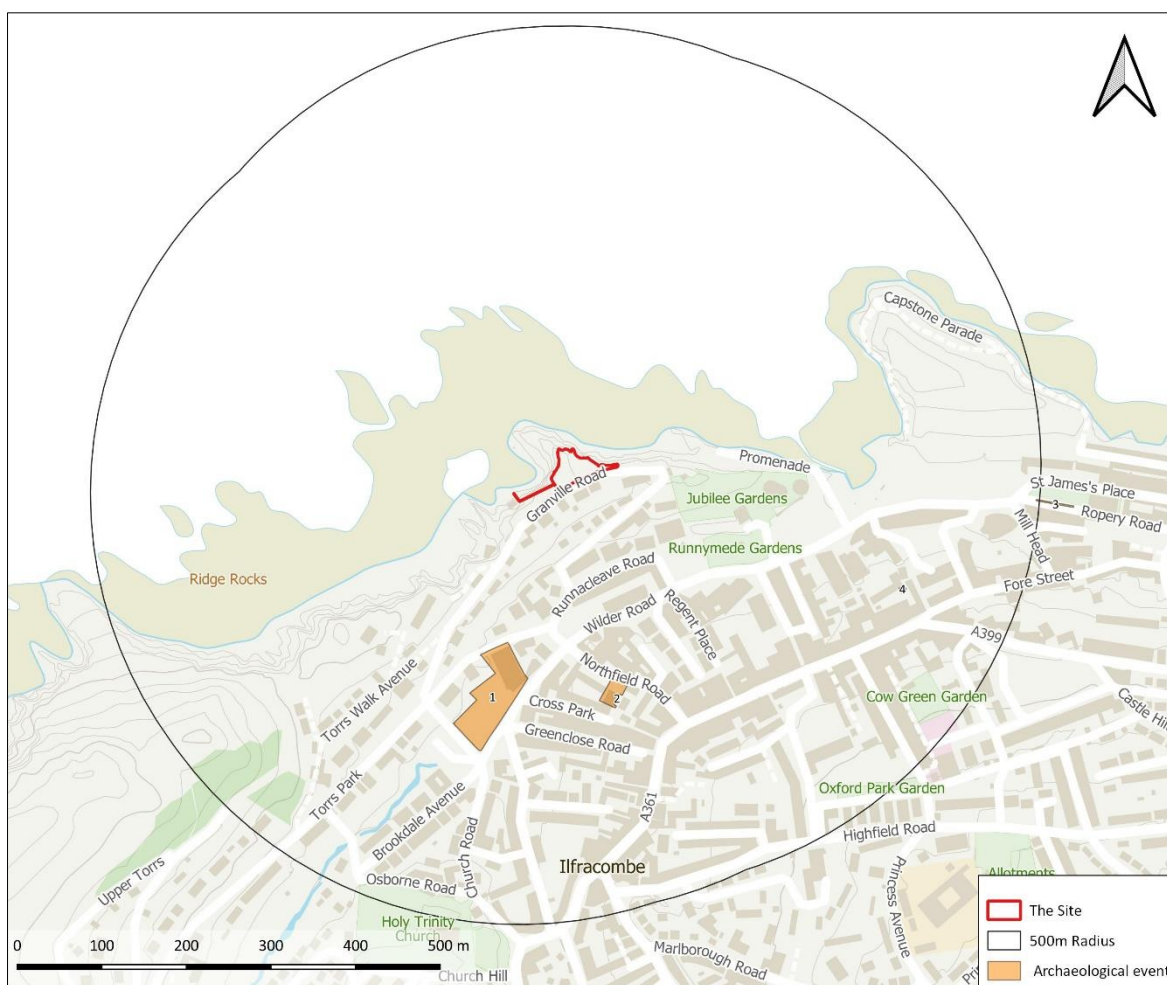 Capstone Parade
Promenade
St James's Place
Granville Road
Jubilee Gardens
3
Ropery Road
Mill Head
Runnymede Gardens
Ridge Rocks
Runnacleave Road
4
Fore Street
Wilder Road
Regent Place
A399
Northfield Road
Torrs Walk Avenue
1
2
Cow Green Garden
Castle Hil
Cross Park
Greenclose Road
Torrs Park
Oxford Park Garden
A361
Highfield Road
Brookdale Avenue
Church Road
Upper Torrs
Ilfracombe
Princess Avenue
Allotments
Osborne Road
Holy Trinity
Church
The Site
0 100 200 300 400 500 m
500m Radius
Marlborough Road
Church Hill
Pri
Archaeological event